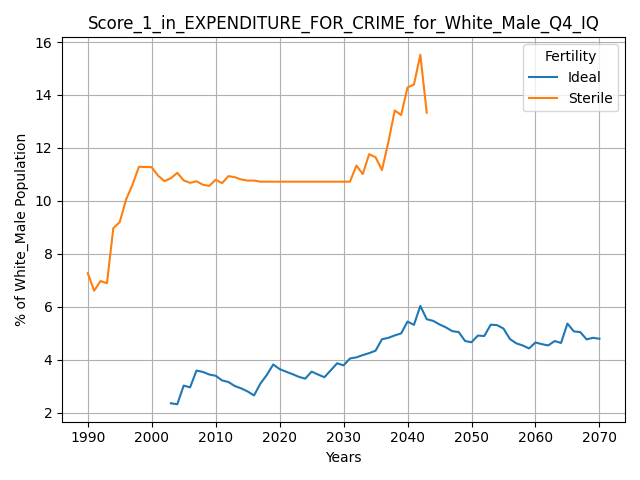 Score_1_in_EXPENDITURE_FOR_CRIME_for_White_Male_Q4_IQ
Fertility
Ideal
Sterile
% of White_Male Population
16
14
12
10
8
6
4
2
1990 2000 2010 2020 2030 2040 2050 2060 2070
Years